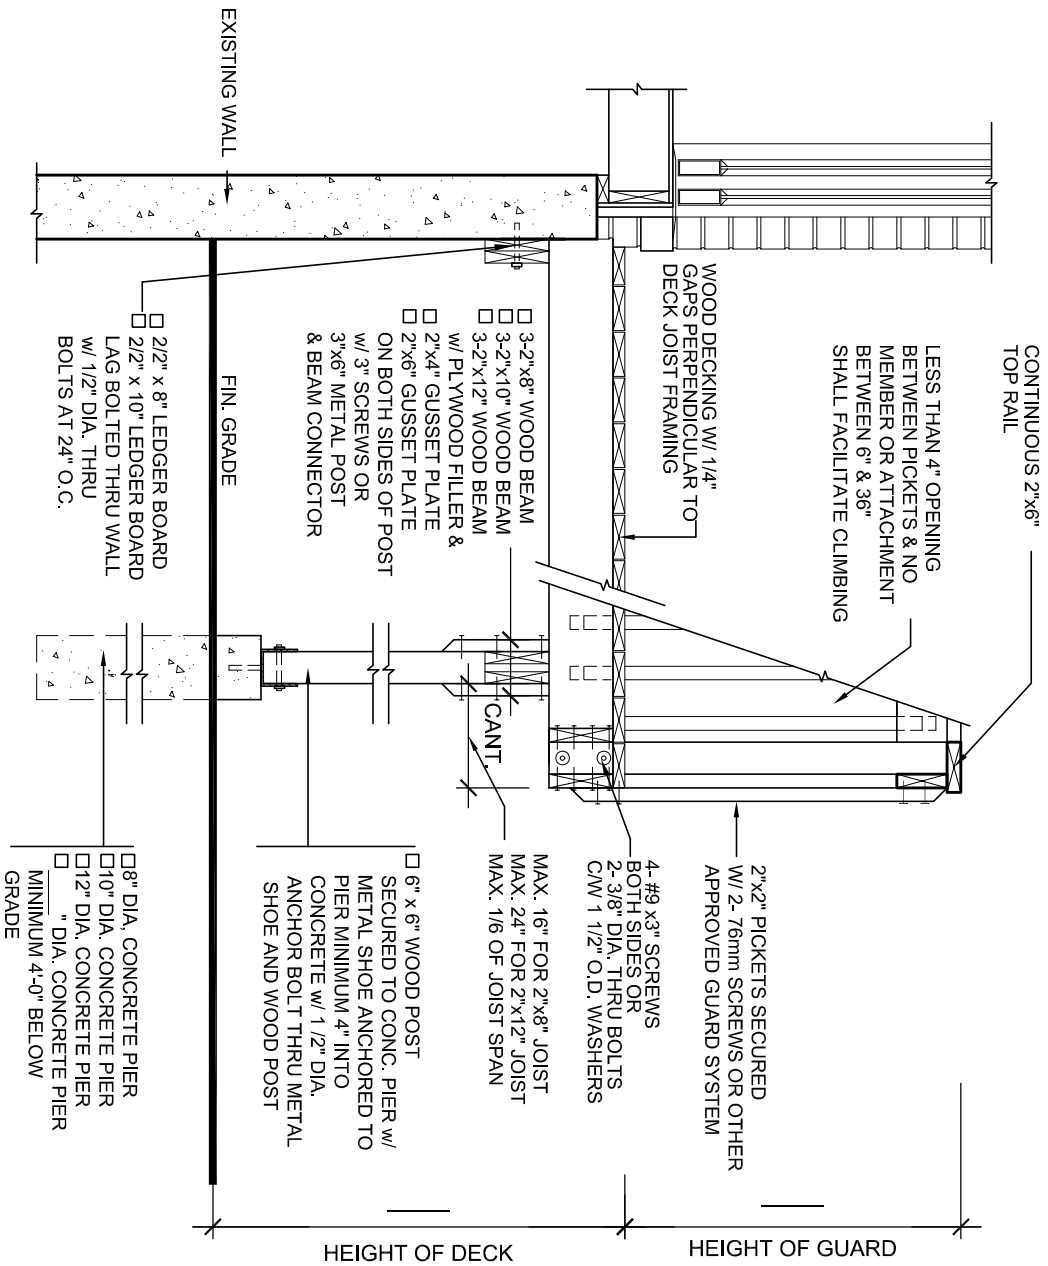 CONTINUOUS 2"x6"
TOP RAIL
LESS THAN 4" OPENING
BETWEEN PICKETS & NO
MEMBER OR ATTACHMENT
BETWEEN 6" & 36"
SHALL FACILITATE CLIMBING
WOOD DECKING W/ 1/4"
GAPS PERPENDICULAR TO
DECK JOIST FRAMING
□ 3-2"x8" WOOD BEAM
□ 3-2"x10" WOOD BEAM
□ 3-2"x12" WOOD BEAM
w/ PLYWOOD FILLER &
□ 2"x4" GUSSET PLATE
□ 2"x6" GUSSET PLATE
ON BOTH SIDES OF POST
w/ 3" SCREWS OR
3"x6" METAL POST
& BEAM CONNECTOR
EXISTING WALL
FIN. GRADE
□ 2/2" x 8" LEDGER BOARD
□ 2/2" x 10" LEDGER BOARD
LAG BOLTED THRU WALL
w/ 1/2" DIA. THRU
BOLTS AT 24" O.C.
CANT.
2"x2" PICKETS SECURED
W/ 2- 76mm SCREWS OR OTHER
APPROVED GUARD SYSTEM
4- #9 x3" SCREWS
BOTH SIDES OR
2- 3/8" DIA. THRU BOLTS
C/W 1 1/2" O.D. WASHERS
MAX. 16" FOR 2"x8" JOIST
MAX. 24" FOR 2"x12" JOIST
MAX. 1/6 OF JOIST SPAN
□ 6" x 6" WOOD POST
SECURED TO CONC. PIER w/
METAL SHOE ANCHORED TO
PIER MINIMUM 4" INTO
CONCRETE w/ 1 /2" DIA.
ANCHOR BOLT THRU METAL
SHOE AND WOOD POST
□ 8" DIA, CONCRETE PIER
□ 10" DIA. CONCRETE PIER
□ 12" DIA. CONCRETE PIER
□ ____ " DIA. CONCRETE PIER
MINIMUM 4'-0" BELOW
GRADE
HEIGHT OF GUARD
HEIGHT OF DECK